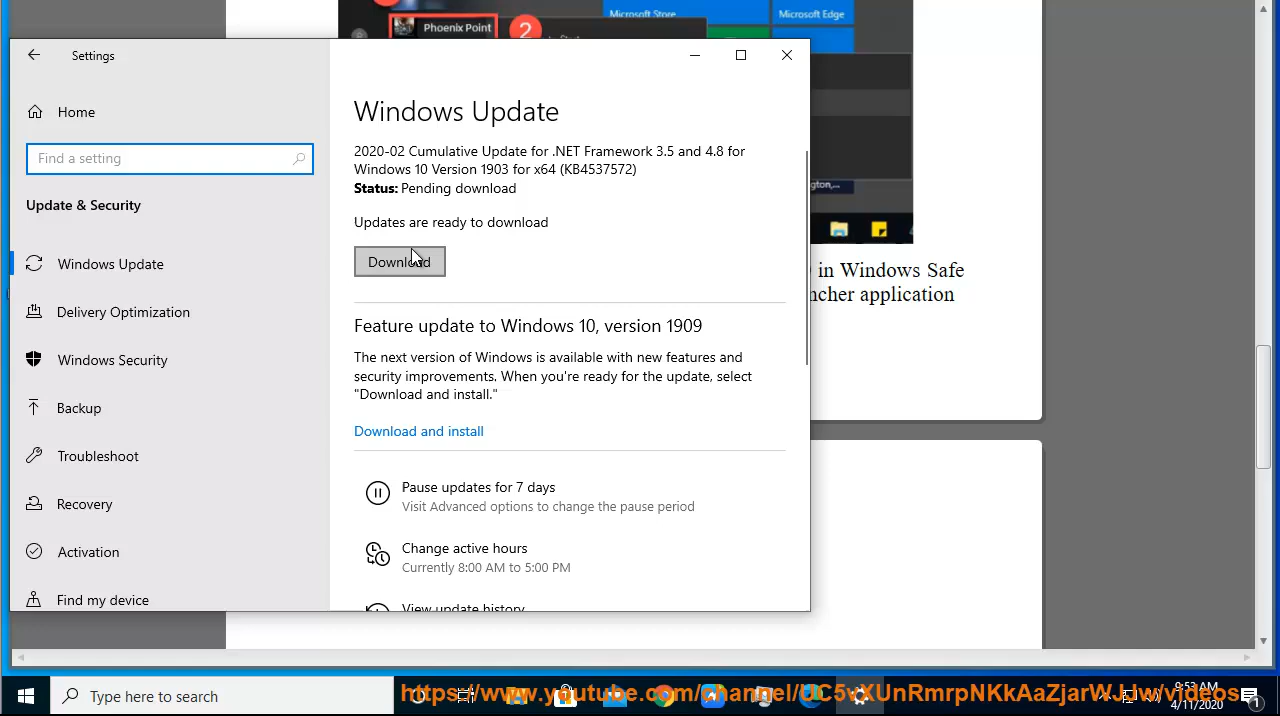 Microsoft Store
Microsoft Edge
Phoenix Point
2
Settings
Home
Find a setting
Update & Security
Windows Update
Delivery Optimization
Windows Security
Backup
Troubleshoot
Recovery
Activation
Find my device
Windows Update
2020-02 Cumulative Update for .NET Framework 3.5 and 4.8 for
Windows 10 Version 1903 for x64 (KB4537572)
Status: Pending download
Updates are ready to download
Download
Feature update to Windows 10, version 1909
The next version of Windows is available with new features and
security improvements. When you're ready for the update, select
"Download and install."
Download and install
Pause updates for 7 days
Visit Advanced options to change the pause period
Change active hours
Currently 8:00 AM to 5:00 PM
View update history
in Windows Safe
ncher application
Type here to search
9:53 AM
4/11/2020
1